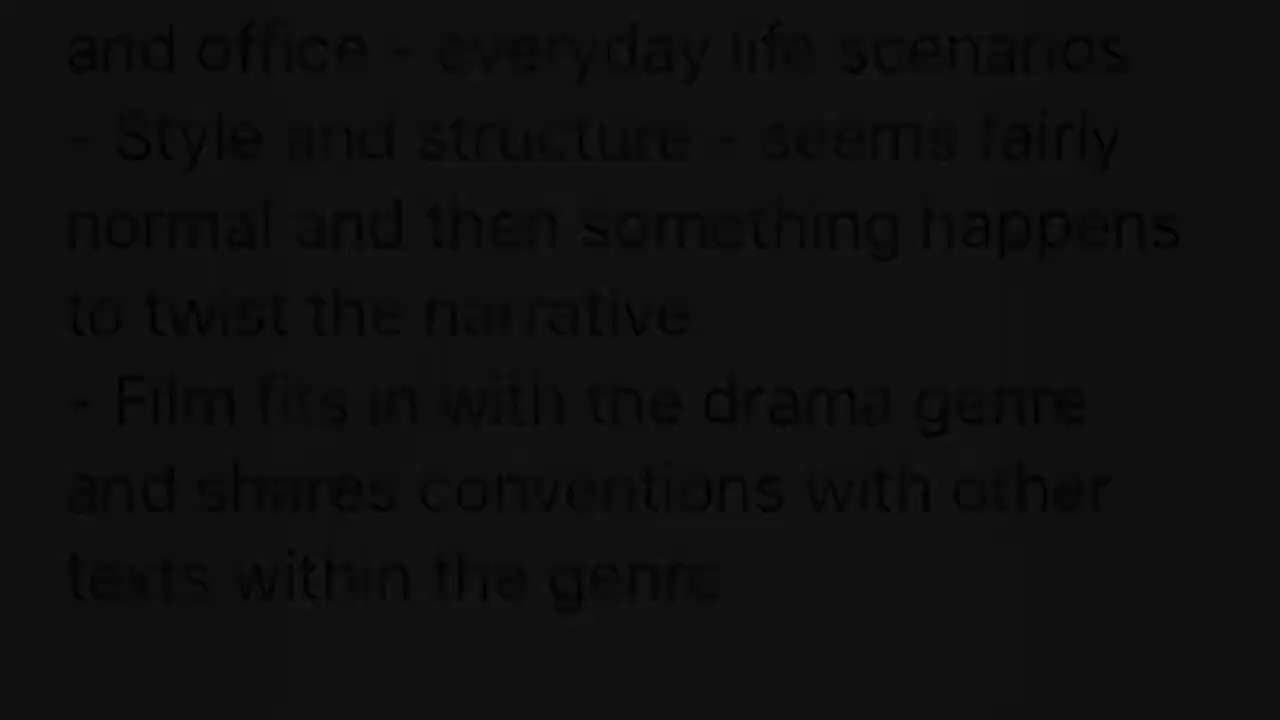 and office - everyday life scenarios
- Style and structure - seems fairly
normal and then something happens
to twist the narrative
- Film fits in with the drama genre
and shares conventions with other
texts within the genre